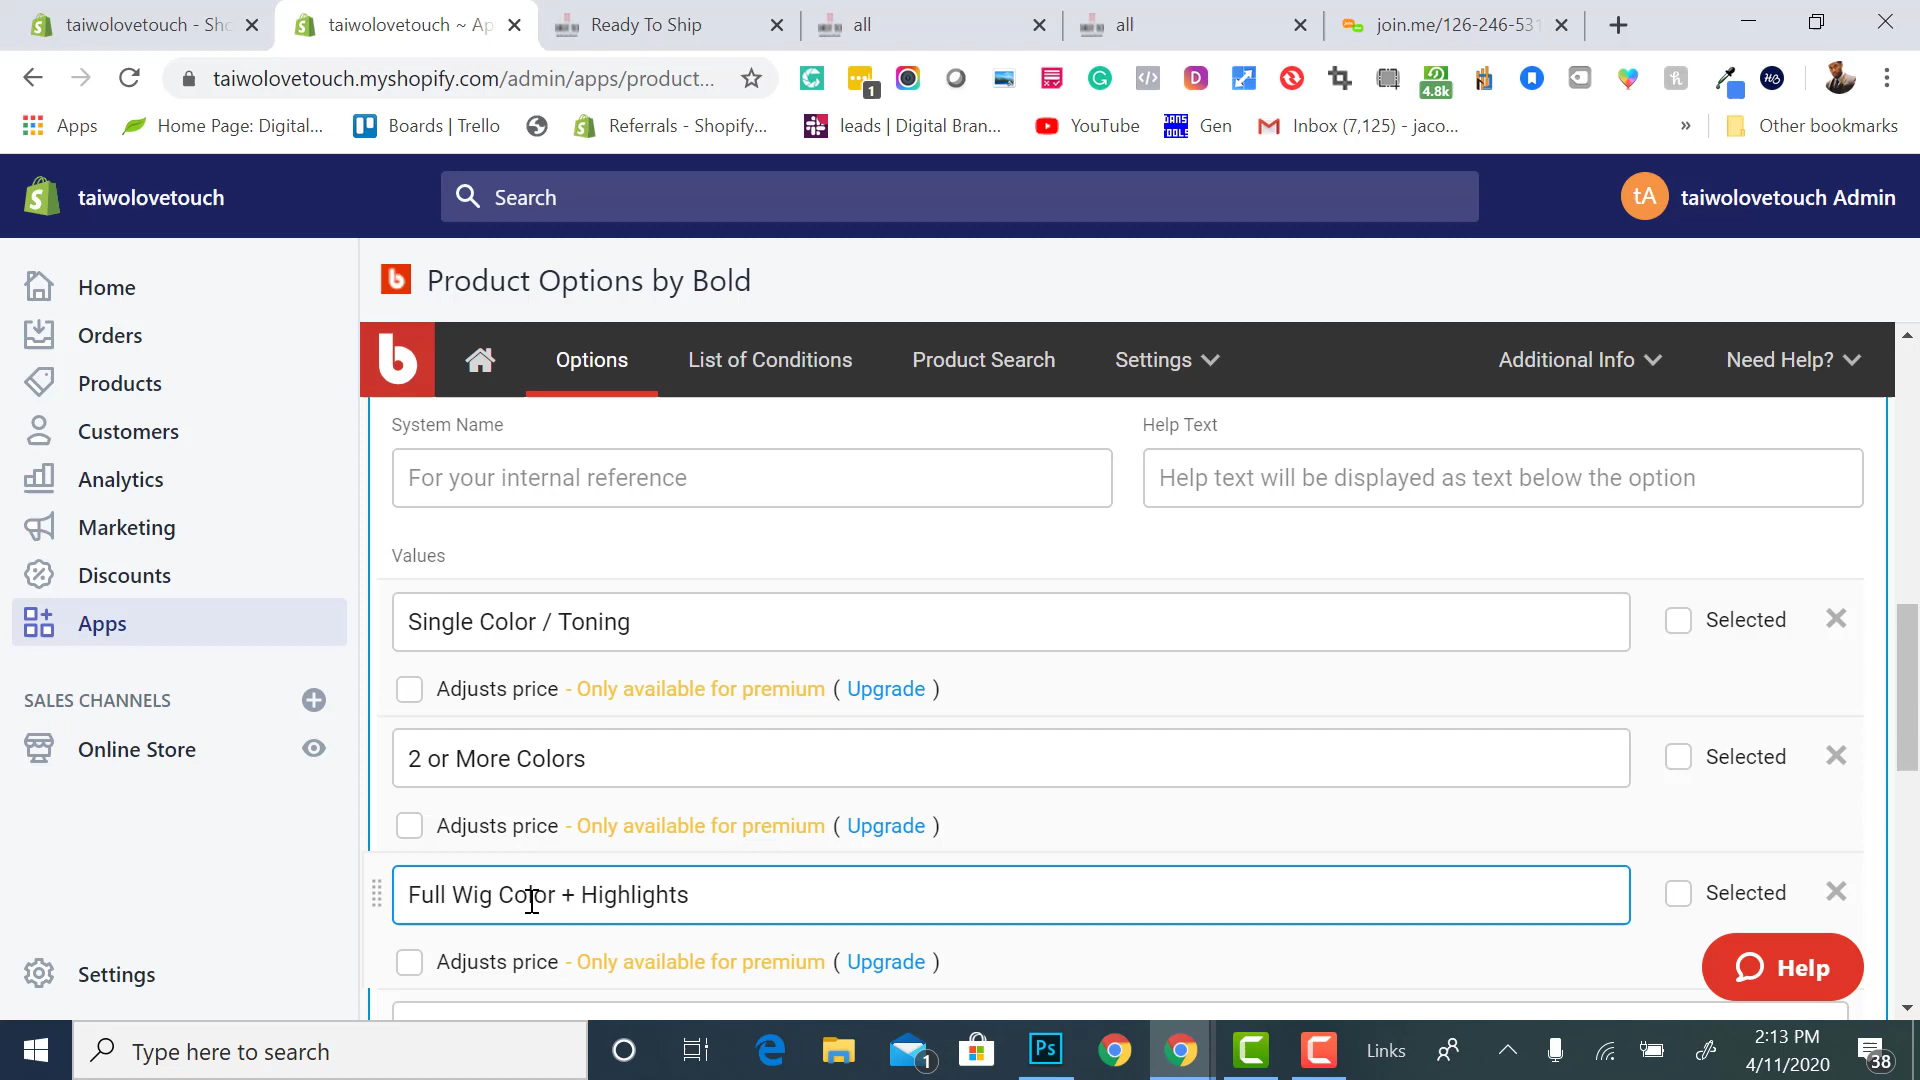 taiwolovetouch - Sho
taiwolovetouch ~ Ap
Ready To Ship
all
all
join.me/126-246-531
taiwolovetouch.myshopify.com/admin/apps/product...
1
4.8k
Apps
Home Page: Digital...
Boards | Trello
Referrals - Shopify...
leads | Digital Bran...
YouTube
Gen
Inbox (7,125) - jaco...
»
Other bookmarks
taiwolovetouch
Search
tA
taiwolovetouch Admin
Home
Orders
Products
Customers
Analytics
Marketing
Discounts
Apps
SALES CHANNELS
Online Store
Settings
Product Options by Bold
Options
List of Conditions
Product Search
Settings
Additional Info
Need Help?
System Name
Help Text
For your internal reference
Help text will be displayed as text below the option
Values
Single Color / Toning
Selected
Adjusts price - Only available for premium ( Upgrade )
2 or More Colors
Selected
Adjusts price - Only available for premium ( Upgrade )
Full Wig Color + Highlights
Selected
Adjusts price - Only available for premium ( Upgrade )
Help
Type here to search
1
Ps
Links
2:13 PM
4/11/2020
38